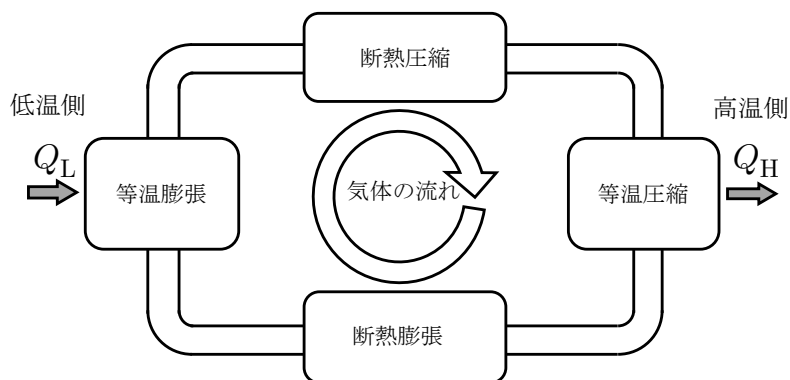 断熱圧縮
低温側
高温側
Q_L
Q_H
等温膨張
気体の流れ
等温圧縮
断熱膨張